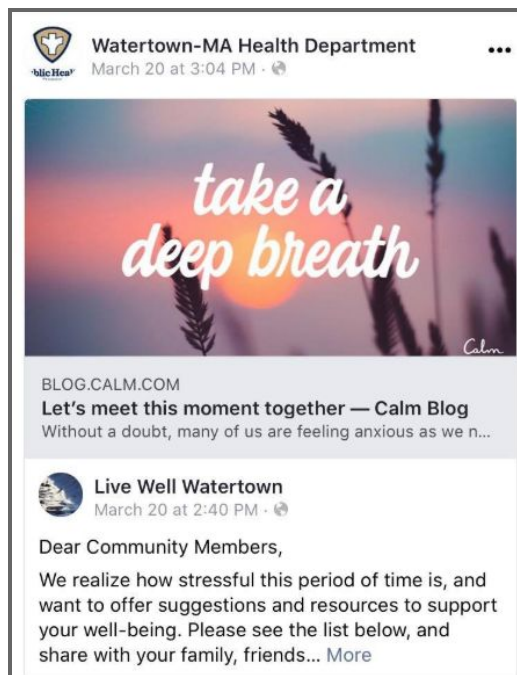 Watertown-MA Health Department
March 20 at 3:04 PM ·
take a
deep breath
Calm
BLOG.CALM.COM
Let's meet this moment together — Calm Blog
Without a doubt, many of us are feeling anxious as we n...
Live Well Watertown
March 20 at 2:40 PM ·
Dear Community Members,
We realize how stressful this period of time is, and
want to offer suggestions and resources to support
your well-being. Please see the list below, and
share with your family, friends... More